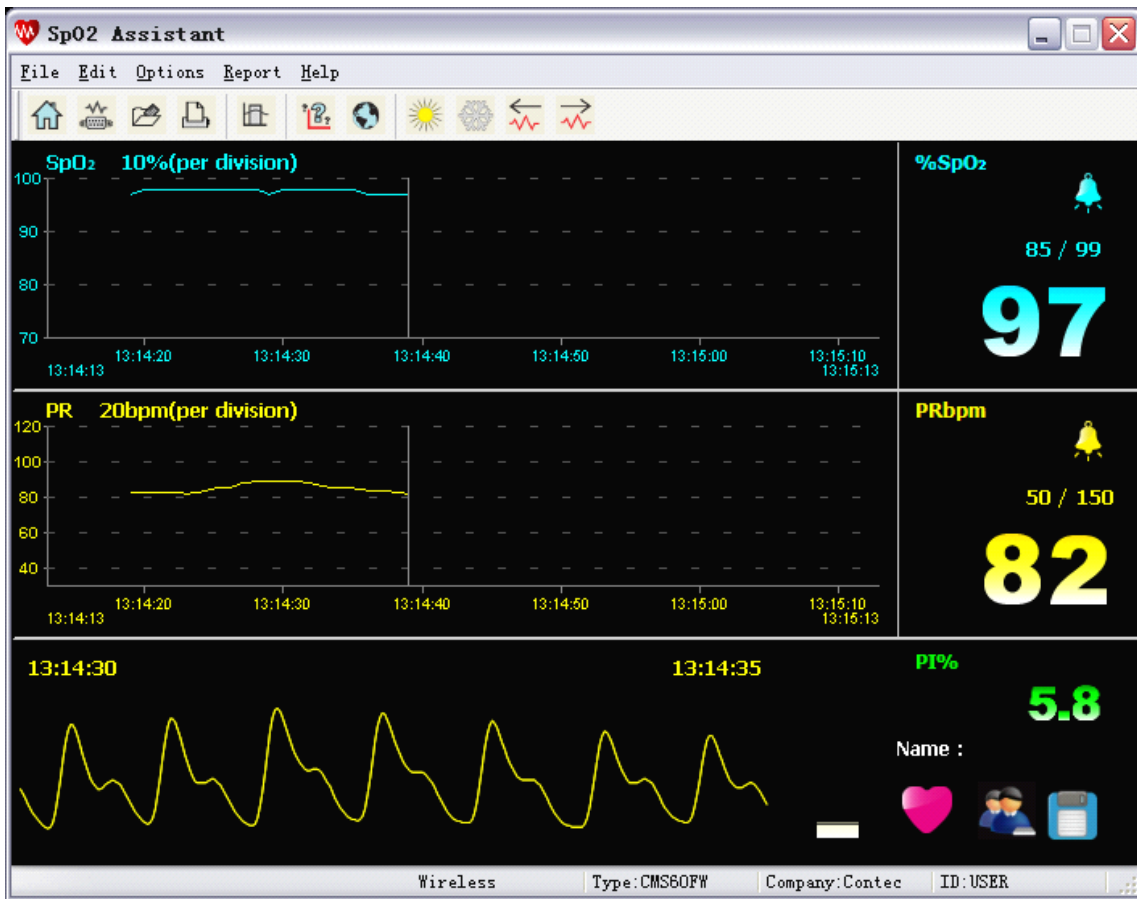 SpO2 Assistant
File Edit Options Report Help
SpO₂ 10%(per division)
100
90
80
70
13:14:20 13:14:30 13:14:40 13:14:50 13:15:00 13:15:10
13:14:13 13:15:13
%SpO₂
85 / 99
97
PR 20bpm(per division)
120
100
80
60
40
13:14:20 13:14:30 13:14:40 13:14:50 13:15:00 13:15:10
13:14:13 13:15:13
PRbpm
50 / 150
82
13:14:30 13:14:35
PI%
5.8
Name :
Wireless Type:CMS60FW Company:Contec ID:USER